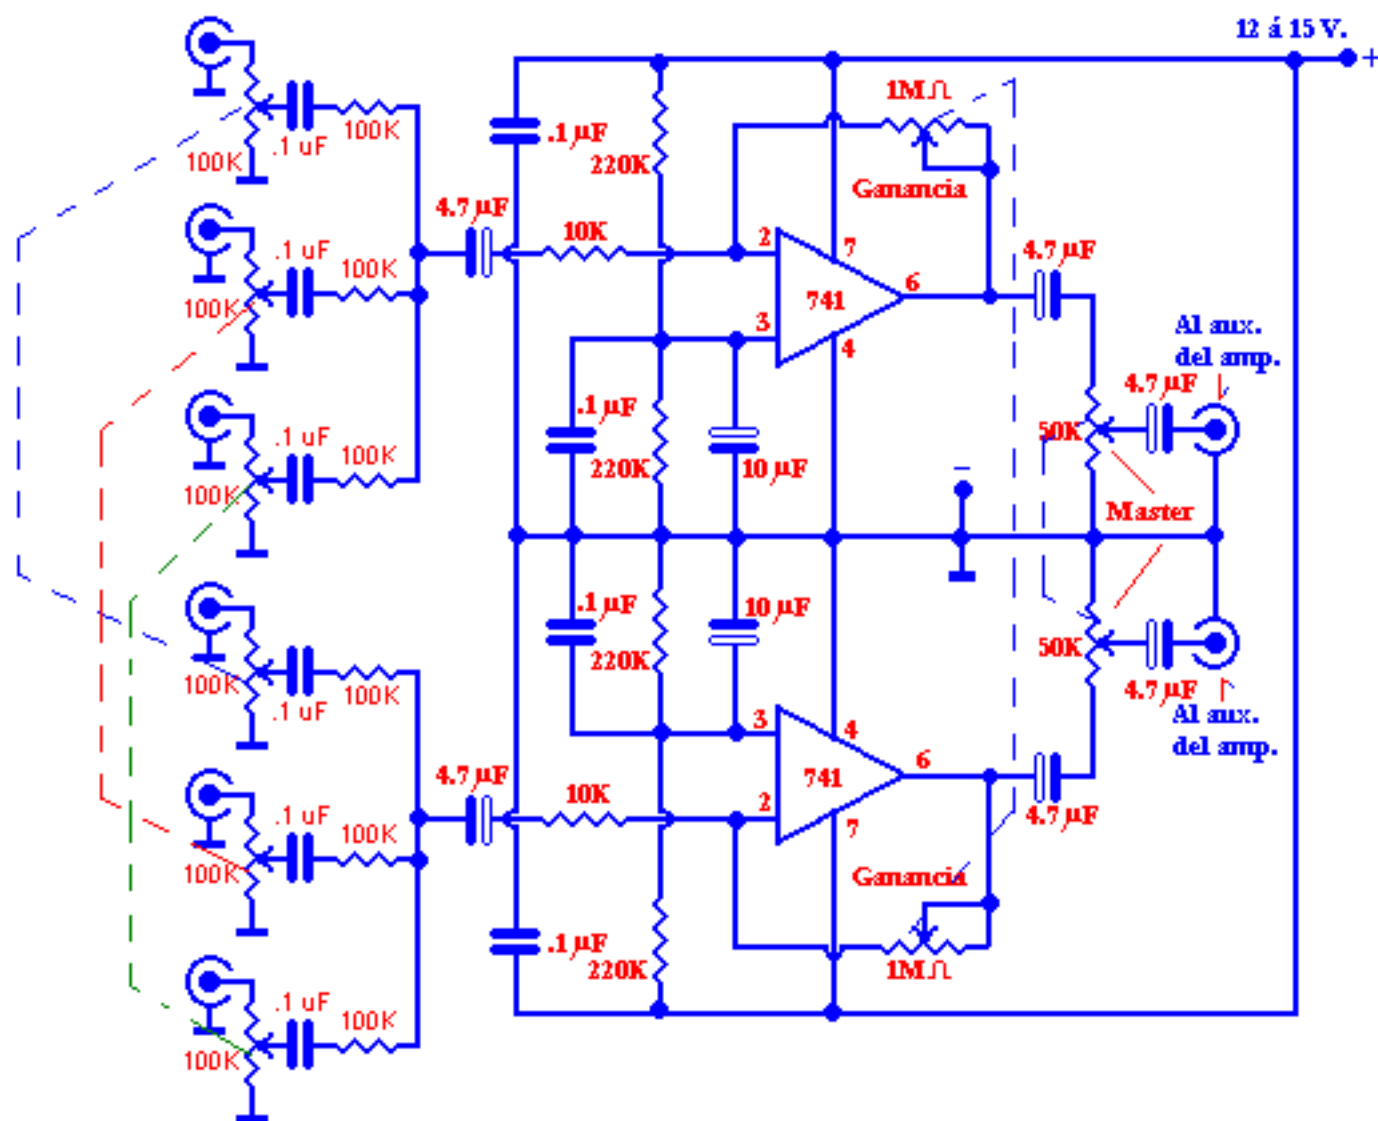 12 á 15 V.
+
1MΩ
.1 µF
100K
.1 uF
100K
220K
Ganancia
4.7 µF
10K
2
7
4.7 µF
.1 uF
100K
100K
6
741
3
4
Al aux.
del amp.
4.7 µF
.1 µF
50K
.1 uF
100K
220K
10 µF
100K
−
Master
.1 µF
10 µF
50K
220K
100K
100K
.1 uF
4.7 µF
Al aux.
del amp.
3
4
6
4.7 µF
10K
741
2
7
4.7 µF
.1 uF
100K
100K
Ganancia
.1 µF
220K
1MΩ
.1 uF
100K
100K